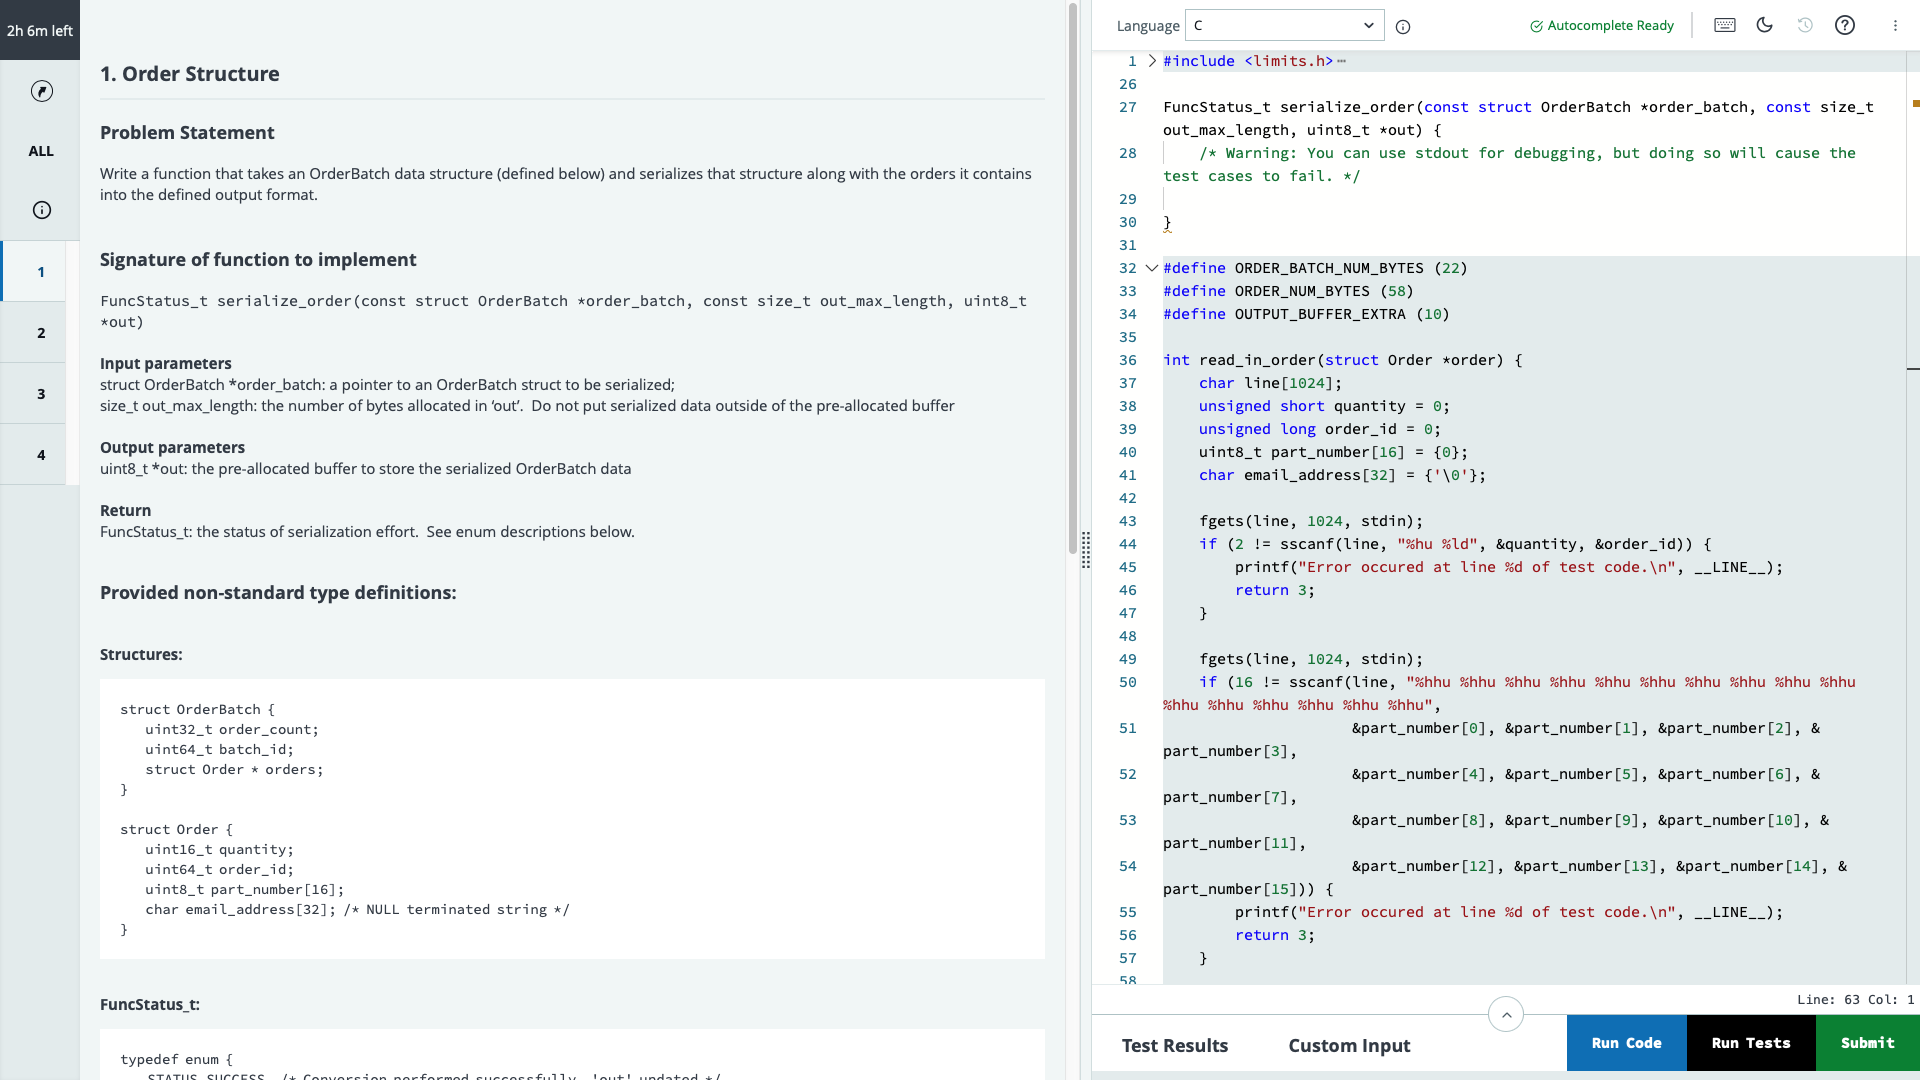 2h 6m left
ALL
1
2
3
4
1. Order Structure
Problem Statement
Write a function that takes an OrderBatch data structure (defined below) and serializes that structure along with the orders it contains
into the defined output format.
Signature of function to implement
FuncStatus_t serialize_order(const struct OrderBatch *order_batch, const size_t out_max_length, uint8_t
*out)
Input parameters
struct OrderBatch *order_batch: a pointer to an OrderBatch struct to be serialized;
size_t out_max_length: the number of bytes allocated in ‘out’.  Do not put serialized data outside of the pre-allocated buffer
Output parameters
uint8_t *out: the pre-allocated buffer to store the serialized OrderBatch data
Return
FuncStatus_t: the status of serialization effort.  See enum descriptions below.
Provided non-standard type definitions:
Structures:
struct OrderBatch {
uint32_t order_count;
uint64_t batch_id;
struct Order * orders;
}
struct Order {
uint16_t quantity;
uint64_t order_id;
uint8_t part_number[16];
char email_address[32]; /* NULL terminated string */
}
FuncStatus_t:
typedef enum {
STATUS_SUCCESS, /* Conversion performed successfully, 'out' updated */
Language C
Autocomplete Ready
1 #include <limits.h>
26
27 FuncStatus_t serialize_order(const struct OrderBatch *order_batch, const size_t
out_max_length, uint8_t *out) {
28 /* Warning: You can use stdout for debugging, but doing so will cause the
test cases to fail. */
29
30 }
31
32 #define ORDER_BATCH_NUM_BYTES (22)
33 #define ORDER_NUM_BYTES (58)
34 #define OUTPUT_BUFFER_EXTRA (10)
35
36 int read_in_order(struct Order *order) {
37 char line[1024];
38 unsigned short quantity = 0;
39 unsigned long order_id = 0;
40 uint8_t part_number[16] = {0};
41 char email_address[32] = {'\0'};
42
43 fgets(line, 1024, stdin);
44 if (2 != sscanf(line, "%hu %ld", &quantity, &order_id)) {
45 printf("Error occured at line %d of test code.\n", __LINE__);
46 return 3;
47 }
48
49 fgets(line, 1024, stdin);
50 if (16 != sscanf(line, "%hhu %hhu %hhu %hhu %hhu %hhu %hhu %hhu %hhu %hhu
%hhu %hhu %hhu %hhu %hhu %hhu",
51 &part_number[0], &part_number[1], &part_number[2], &
part_number[3],
52 &part_number[4], &part_number[5], &part_number[6], &
part_number[7],
53 &part_number[8], &part_number[9], &part_number[10], &
part_number[11],
54 &part_number[12], &part_number[13], &part_number[14], &
part_number[15])) {
55 printf("Error occured at line %d of test code.\n", __LINE__);
56 return 3;
57 }
58
Line: 63 Col: 1
Test Results
Custom Input
Run Code
Run Tests
Submit